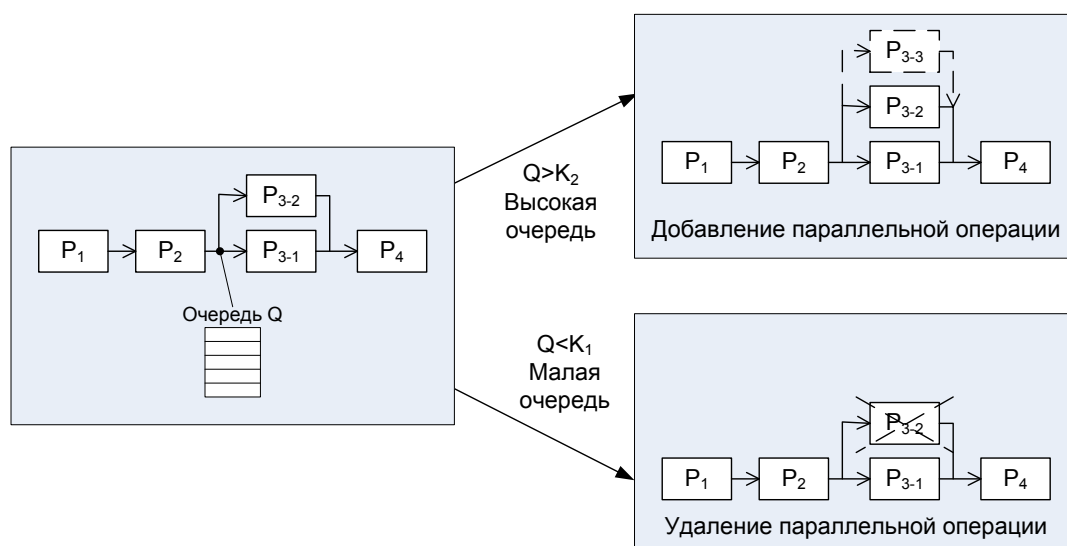 P3-2
P1 P2 P3-1 P4
Очередь Q
Q>K2
Высокая
очередь
P3-3
P3-2
P1 P2 P3-1 P4
Добавление параллельной операции
Q<K1
Малая
очередь
P3-2
P1 P2 P3-1 P4
Удаление параллельной операции